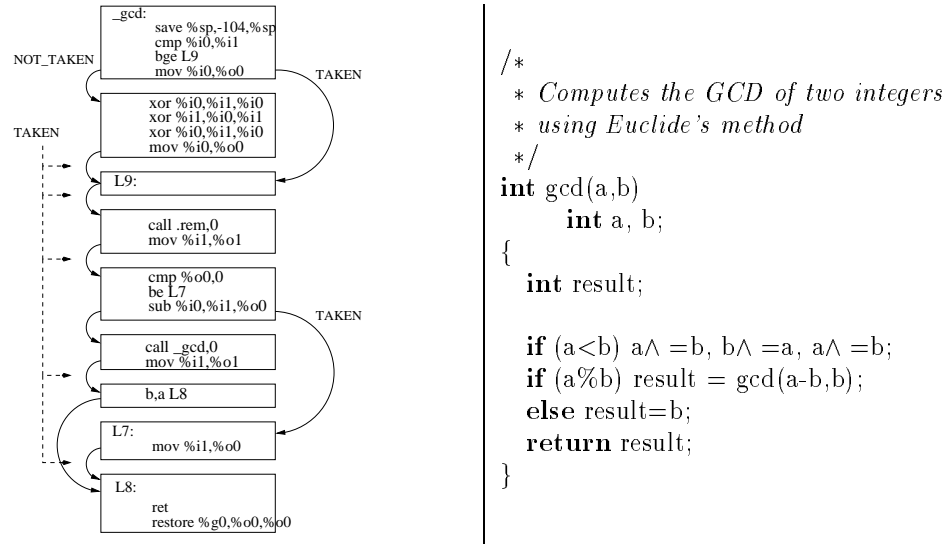 _gcd:
save %sp,-104,%sp
cmp %i0,%i1
bge L9
mov %i0,%o0
NOT_TAKEN
TAKEN
xor %i0,%i1,%i0
xor %i1,%i0,%i1
xor %i0,%i1,%i0
mov %i0,%o0
TAKEN
L9:
call .rem,0
mov %i1,%o1
cmp %o0,0
be L7
sub %i0,%i1,%o0
TAKEN
call _gcd,0
mov %i1,%o1
b,a L8
L7:
mov %i1,%o0
L8:
ret
restore %g0,%o0,%o0
/*
* Computes the GCD of two integers
* using Euclide's method
*/
int gcd(a,b)
int a, b;
{
int result;
if (a<b) a∧ =b, b∧ =a, a∧ =b;
if (a%b) result = gcd(a-b,b);
else result=b;
return result;
}